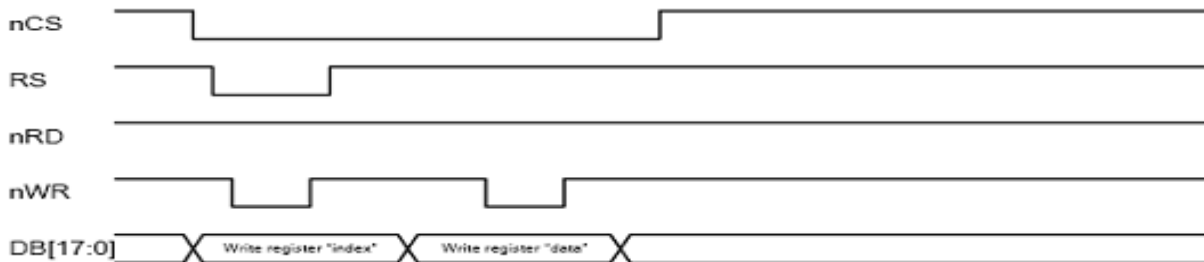 nCS
RS
nRD
nWR
DB[17:0] Write register "index" Write register "data"